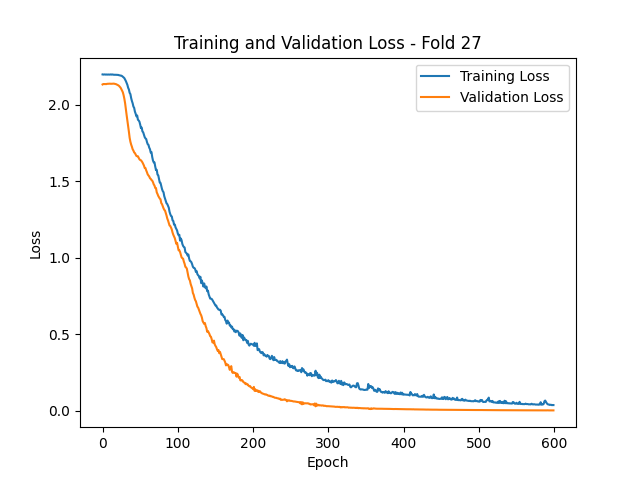 Training and Validation Loss - Fold 27
Training Loss
Validation Loss
2.0
1.5
1.0
0.5
0.0
Loss
0 100 200 300 400 500 600
Epoch